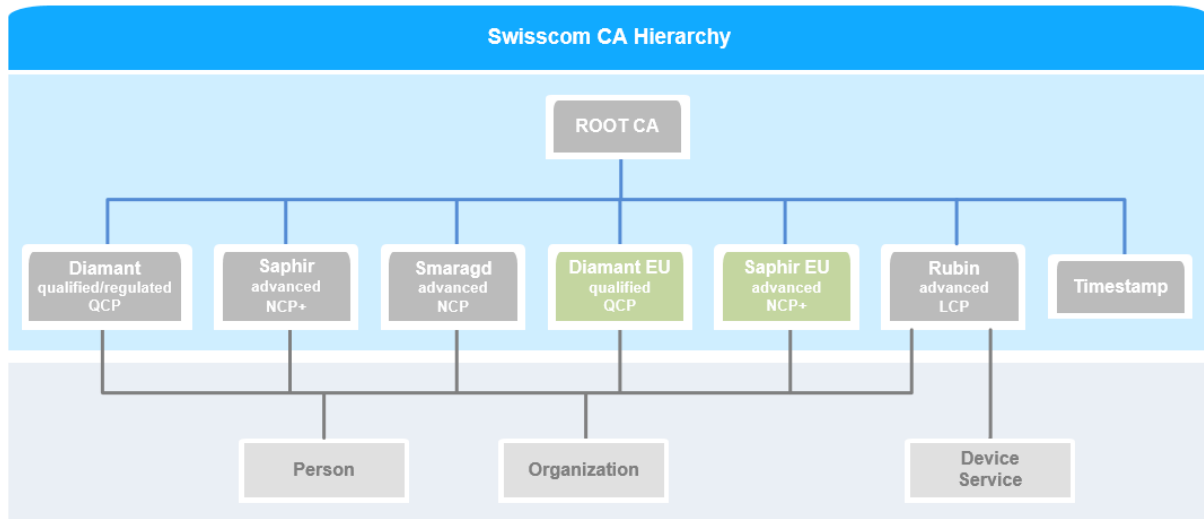 Swisscom CA Hierarchy
ROOT CA
Diamant
qualified/regulated
QCP
Saphir
advanced
NCP+
Smaragd
advanced
NCP
Diamant EU
qualified
QCP
Saphir EU
advanced
NCP+
Rubin
advanced
LCP
Timestamp
Person
Organization
Device
Service